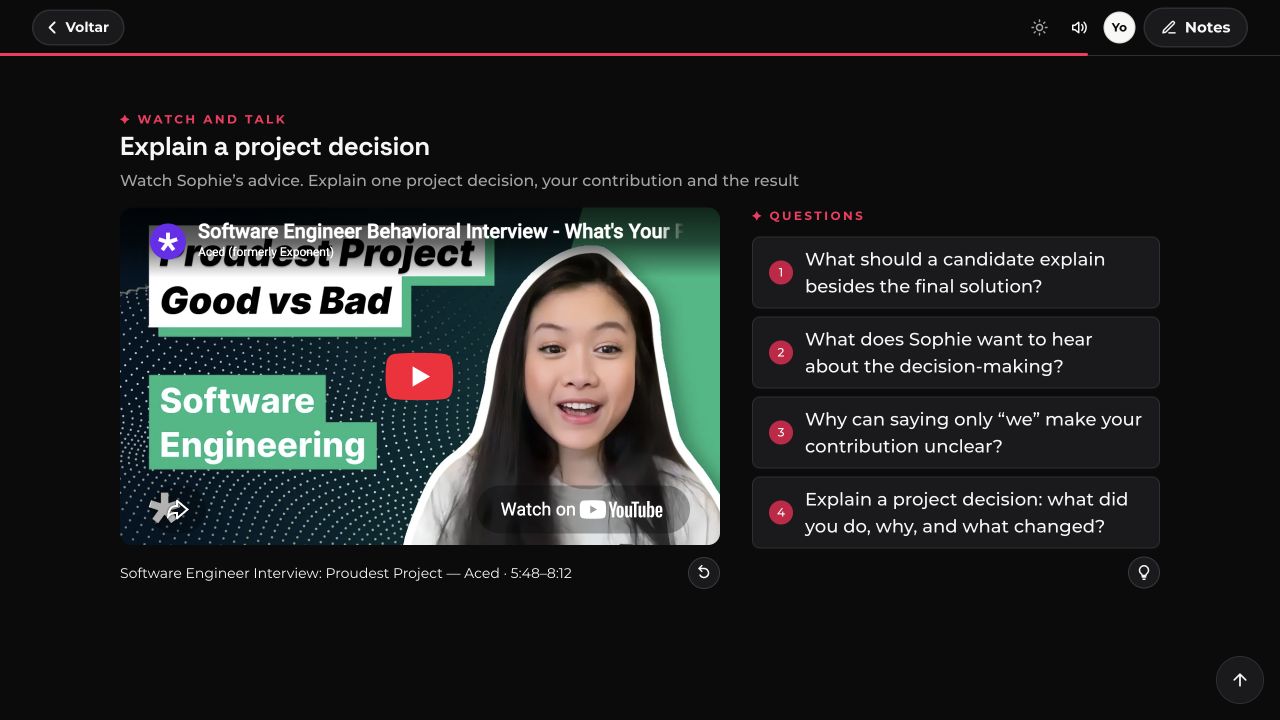 Voltar
Yo
Notes
WATCH AND TALK
Explain a project decision
Watch Sophie’s advice. Explain one project decision, your contribution and the result
Software Engineer Behavioral Interview - What's Your
Aced (formerly Exponent)
Proudest Project
Good vs Bad
Software
Engineering
Watch on YouTube
Software Engineer Interview: Proudest Project — Aced · 5:48–8:12
QUESTIONS
1
What should a candidate explain
besides the final solution?
2
What does Sophie want to hear
about the decision-making?
3
Why can saying only “we” make your
contribution unclear?
4
Explain a project decision: what did
you do, why, and what changed?